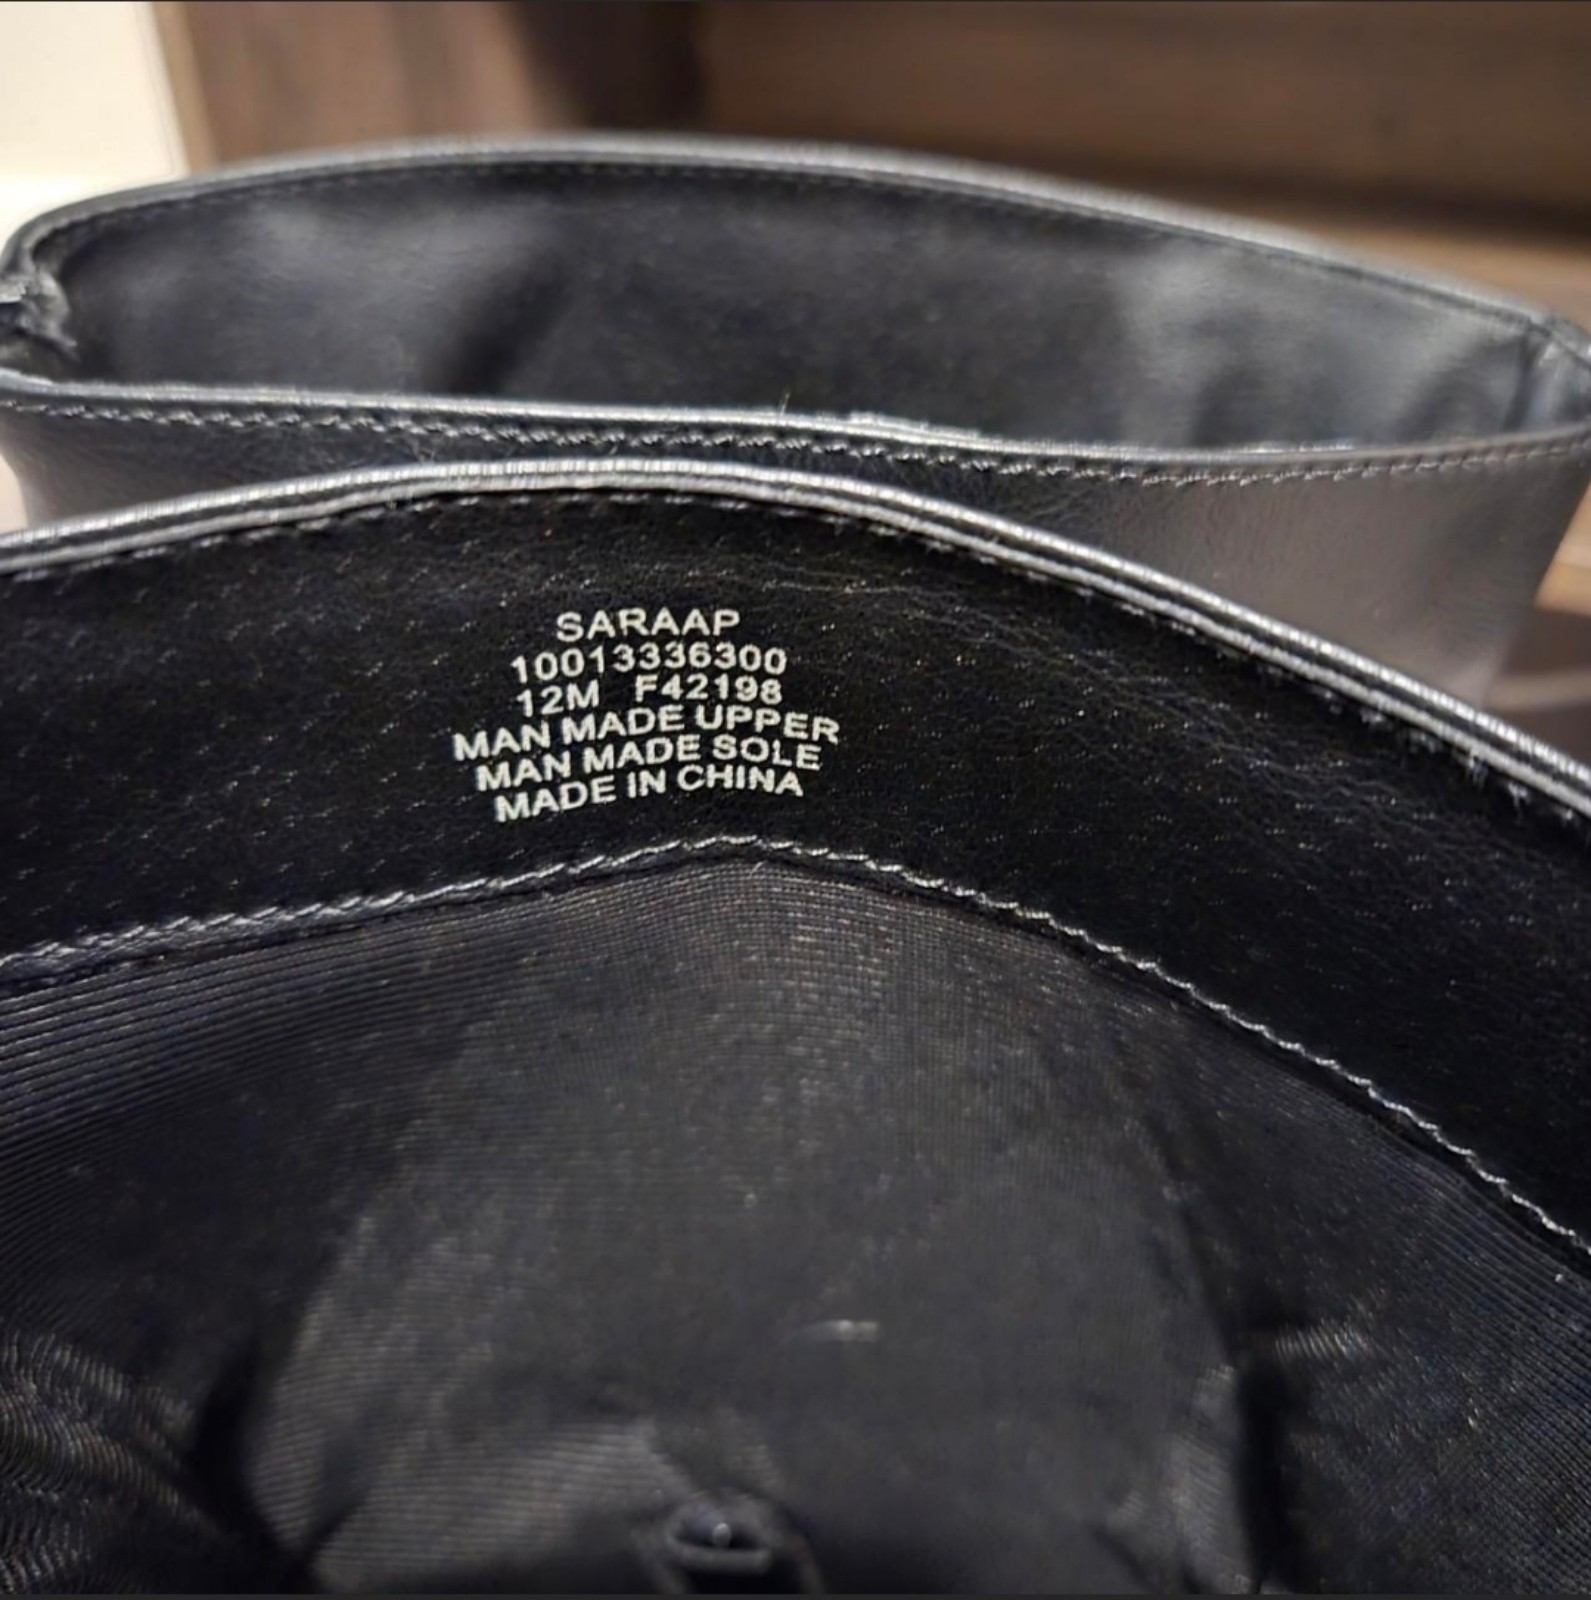 SARAAP
10013336300
12M F42198
MAN MADE UPPER
MAN MADE SOLE
MADE IN CHINA